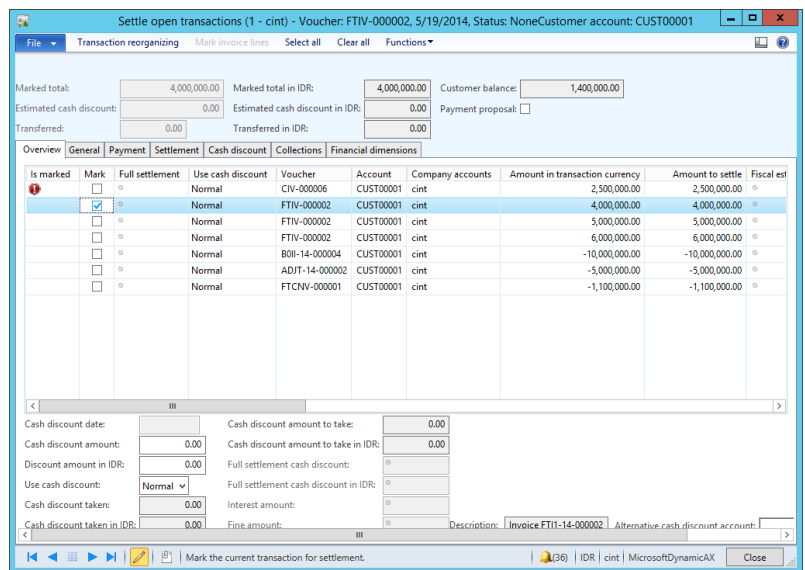 Settle open transactions (1 - cint) - Voucher: FTIV-000002, 5/19/2014, Status: NoneCustomer account: CUST00001
File Transaction reorganizing Mark invoice lines Select all Clear all Functions
Marked total: 4,000,000.00 Marked total in IDR: 4,000,000.00 Customer balance: 1,400,000.00
Estimated cash discount: 0.00 Estimated cash discount in IDR: 0.00 Payment proposal:
Transferred: 0.00 Transferred in IDR: 0.00
Overview General Payment Settlement Cash discount Collections Financial dimensions
Is marked Mark Full settlement Use cash discount Voucher Account Company accounts Amount in transaction currency Amount to settle Fiscal est
Normal CIV-000006 CUST00001 cint 2,500,000.00 2,500,000.00
Normal FTIV-000002 CUST00001 cint 4,000,000.00 4,000,000.00
Normal FTIV-000002 CUST00001 cint 5,000,000.00 5,000,000.00
Normal FTIV-000002 CUST00001 cint 6,000,000.00 6,000,000.00
Normal B0II-14-000004 CUST00001 cint -10,000,000.00 -10,000,000.00
Normal ADJT-14-000002 CUST00001 cint -5,000,000.00 -5,000,000.00
Normal FTCNV-000001 CUST00001 cint -1,100,000.00 -1,100,000.00
Cash discount date: Cash discount amount to take: 0.00
Cash discount amount: 0.00 Cash discount amount to take in IDR: 0.00
Discount amount in IDR: 0.00 Full settlement cash discount:
Use cash discount: Normal Full settlement cash discount in IDR:
Cash discount taken: 0.00 Interest amount:
Cash discount taken in IDR: 0.00 Fine amount: Description: Invoice FTI1-14-000002 Alternative cash discount account:
Mark the current transaction for settlement. (36) IDR cint MicrosoftDynamicAX Close